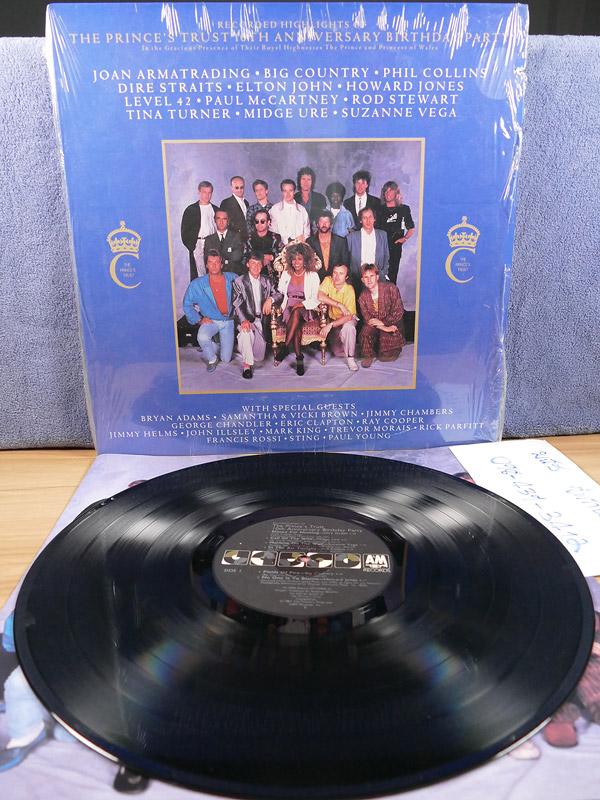 RECORDED HIGHLIGHTS OF
THE PRINCE'S TRUST 10TH ANNIVERSARY BIRTHDAY PARTY
In the Gracious Presence of Their Royal Highnesses The Prince and Princess of Wales
JOAN ARMATRADING • BIG COUNTRY • PHIL COLLINS
DIRE STRAITS • ELTON JOHN • HOWARD JONES
LEVEL 42 • PAUL McCARTNEY • ROD STEWART
TINA TURNER • MIDGE URE • SUZANNE VEGA
THE PRINCE'S TRUST
THE PRINCE'S TRUST
WITH SPECIAL GUESTS
BRYAN ADAMS • SAMANTHA & VICKI BROWN • JIMMY CHAMBERS
GEORGE CHANDLER • ERIC CLAPTON • RAY COOPER
JIMMY HELMS • JOHN ILLSLEY • MARK KING • TREVOR MORAIS • RICK PARFITT
FRANCIS ROSSI • STING • PAUL YOUNG
The Prince's Trust
10th Anniversary Birthday Party
A&M
RECORDS
SIDE